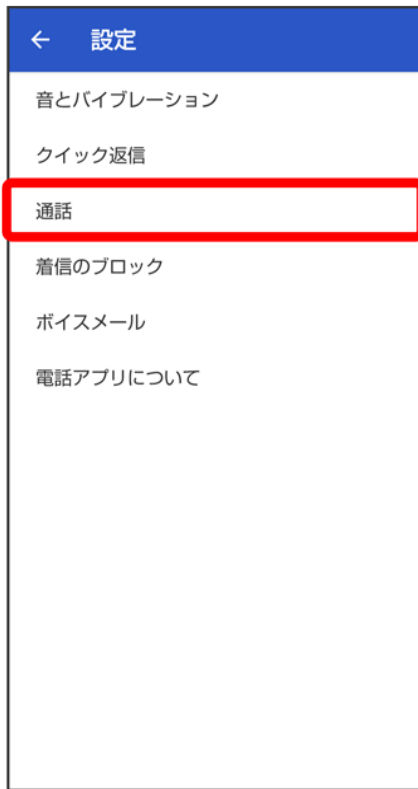 設定
音とバイブレーション
クイック返信
通話
着信のブロック
ボイスメール
電話アプリについて